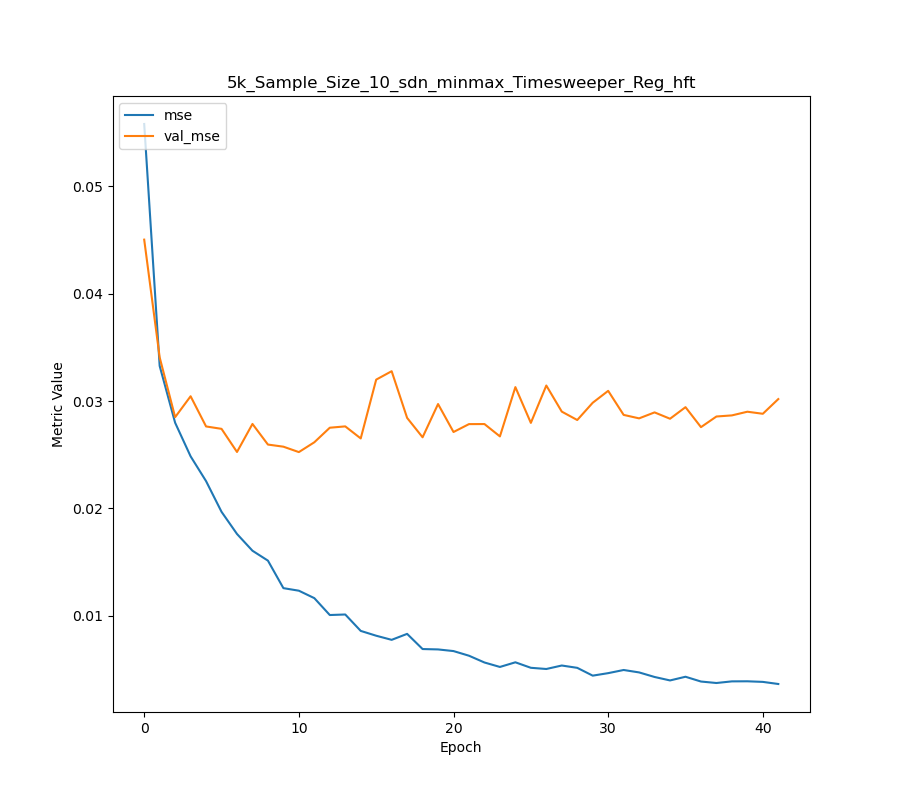 5k_Sample_Size_10_sdn_minmax_Timesweeper_Reg_hft
mse
val_mse
0.05
0.04
0.03
0.02
0.01
Metric Value
0
10
20
30
40
Epoch